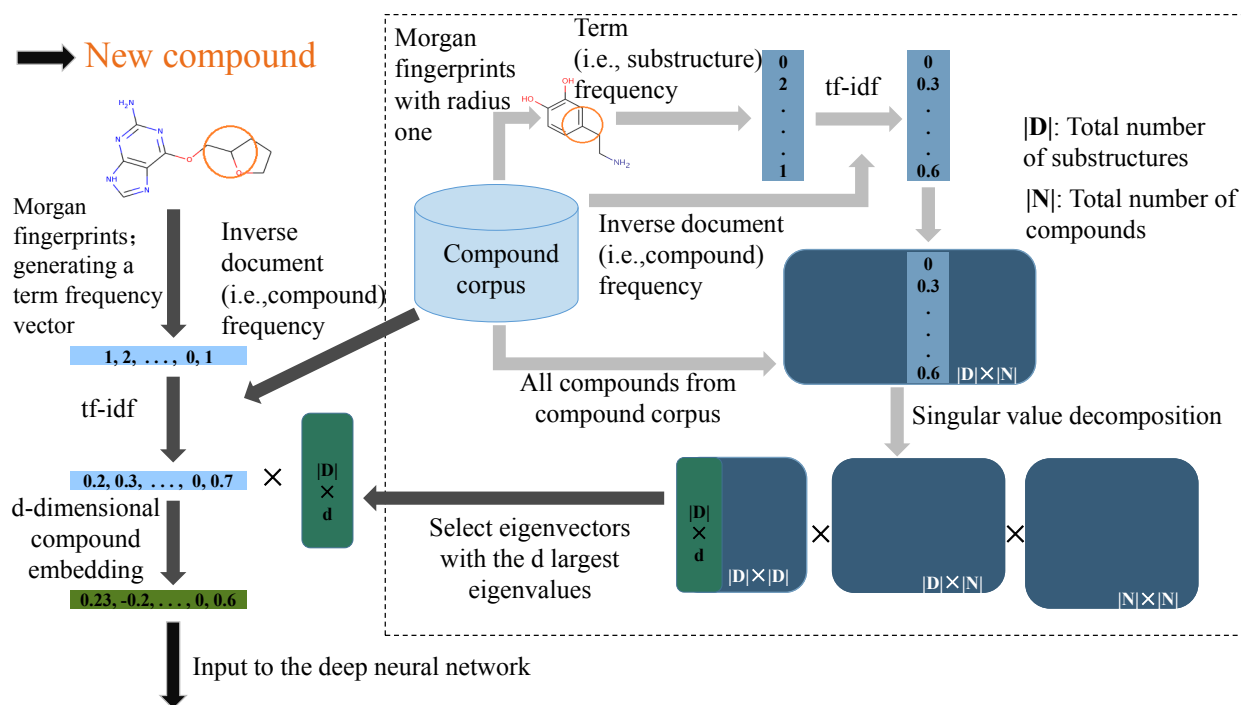 New compound
H₂N
N
N
N
HN
N
O
O
Morgan
fingerprints；
generating a
term frequency
vector
Inverse
document
(i.e.,compound)
frequency
1, 2, . . . , 0, 1
tf-idf
0.2, 0.3, . . . , 0, 0.7
×
|D|
×
d
d-dimensional
compound
embedding
0.23, -0.2, . . . , 0, 0.6
Input to the deep neural network
Morgan
fingerprints
with radius
one
OH
HO
NH₂
Term
(i.e., substructure)
frequency
0
2
.
.
.
1
tf-idf
0
0.3
.
.
.
0.6
|D|: Total number
of substructures
|N|: Total number of
compounds
Compound
corpus
Inverse document
(i.e.,compound)
frequency
0
0.3
.
.
.
0.6
|D|×|N|
All compounds from
compound corpus
Singular value decomposition
|D|
×
d
|D|×|D|
×
|D|×|N|
×
|N|×|N|
Select eigenvectors
with the d largest
eigenvalues